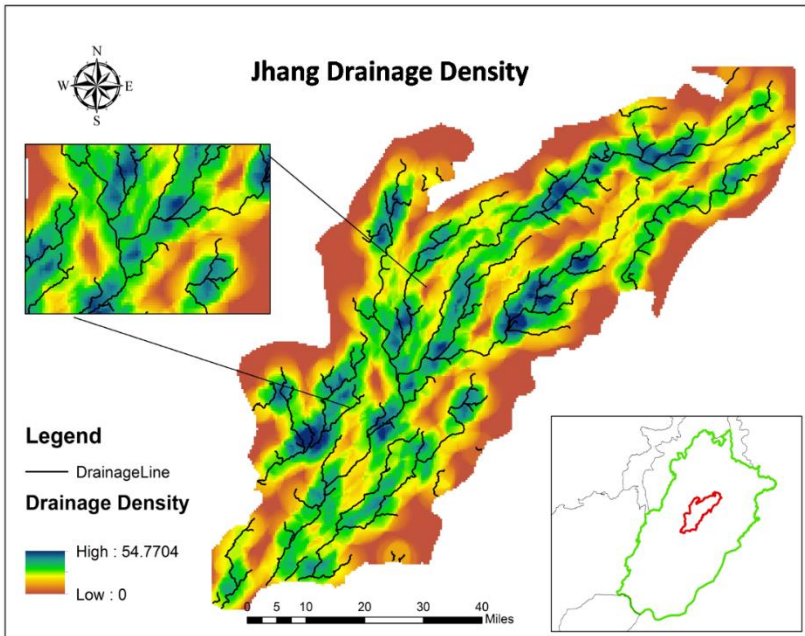 Jhang Drainage Density
N
W E
S
Legend
DrainageLine
Drainage Density
High : 54.7704
Low : 0
0 5 10 20 30 40
Miles